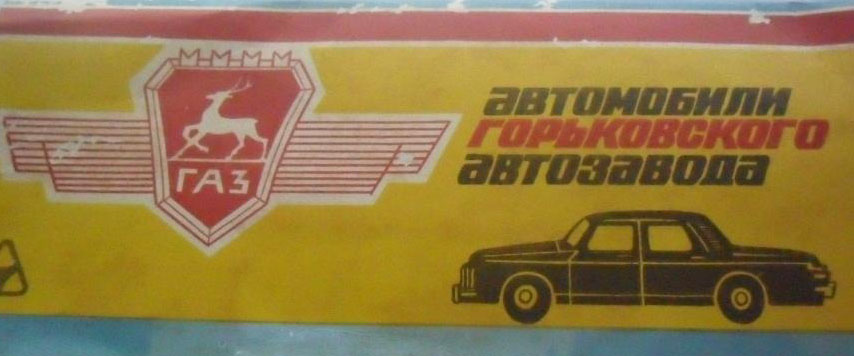 ГАЗ
автомобили
горьковского
автозавода